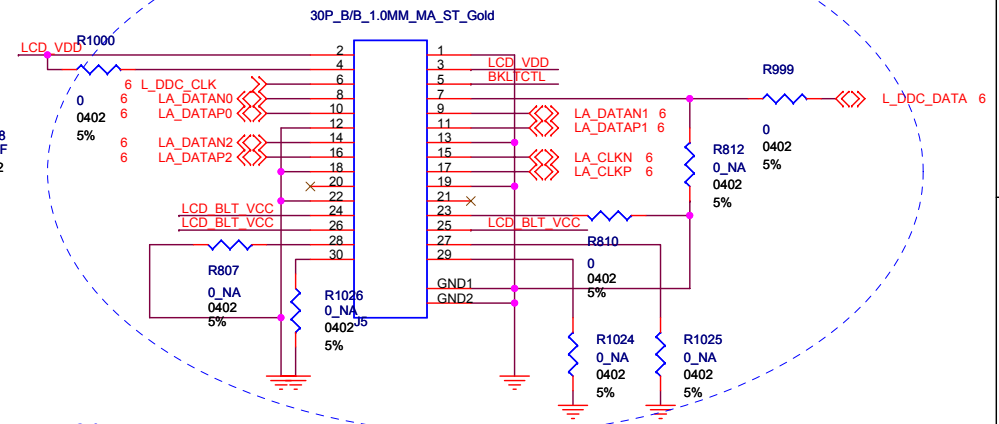 30P_B/B_1.0MM_MA_ST_Gold
LCD_VDD
R1000
0
0402
5%
L_DDC_CLK 6
LA_DATAN0 6
LA_DATAP0 6
LA_DATAN2 6
LA_DATAP2 6
LCD_BLT_VCC
LCD_BLT_VCC
R807
0_NA
0402
5%
R1026
0_NA
0402
5%
J5
2
4
6
8
10
12
14
16
18
20
22
24
26
28
30
1
3
5
7
9
11
13
15
17
19
21
23
25
27
29
GND1
GND2
LCD_VDD
BKLTCTL
LA_DATAN1 6
LA_DATAP1 6
LA_CLKN 6
LA_CLKP 6
LCD_BLT_VCC
R810
0
0402
5%
R812
0_NA
0402
5%
R999
0
0402
5%
L_DDC_DATA 6
R1024
0_NA
0402
5%
R1025
0_NA
0402
5%
8
F
2